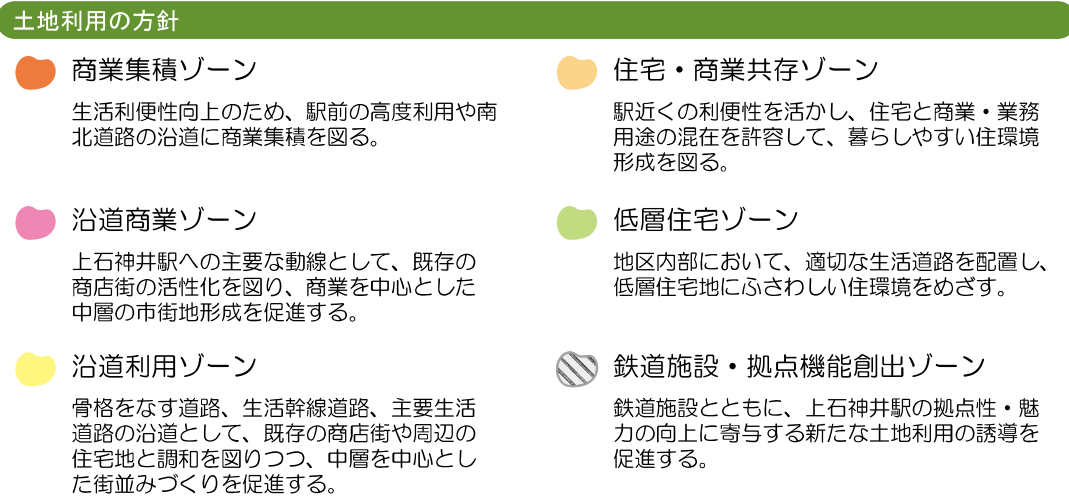 土地利用の方針
商業集積ゾーン
生活利便性向上のため、駅前の高度利用や南
北道路の沿道に商業集積を図る。
沿道商業ゾーン
上石神井駅への主要な動線として、既存の
商店街の活性化を図り、商業を中心とした
中層の市街地形成を促進する。
沿道利用ゾーン
骨格をなす道路、生活幹線道路、主要生活
道路の沿道として、既存の商店街や周辺の
住宅地と調和を図りつつ、中層を中心とし
た街並みづくりを促進する。
住宅・商業共存ゾーン
駅近くの利便性を活かし、住宅と商業・業務
用途の混在を許容して、暮らしやすい住環境
形成を図る。
低層住宅ゾーン
地区内部において、適切な生活道路を配置し、
低層住宅地にふさわしい住環境をめざす。
鉄道施設・拠点機能創出ゾーン
鉄道施設とともに、上石神井駅の拠点性・魅
力の向上に寄与する新たな土地利用の誘導を
促進する。